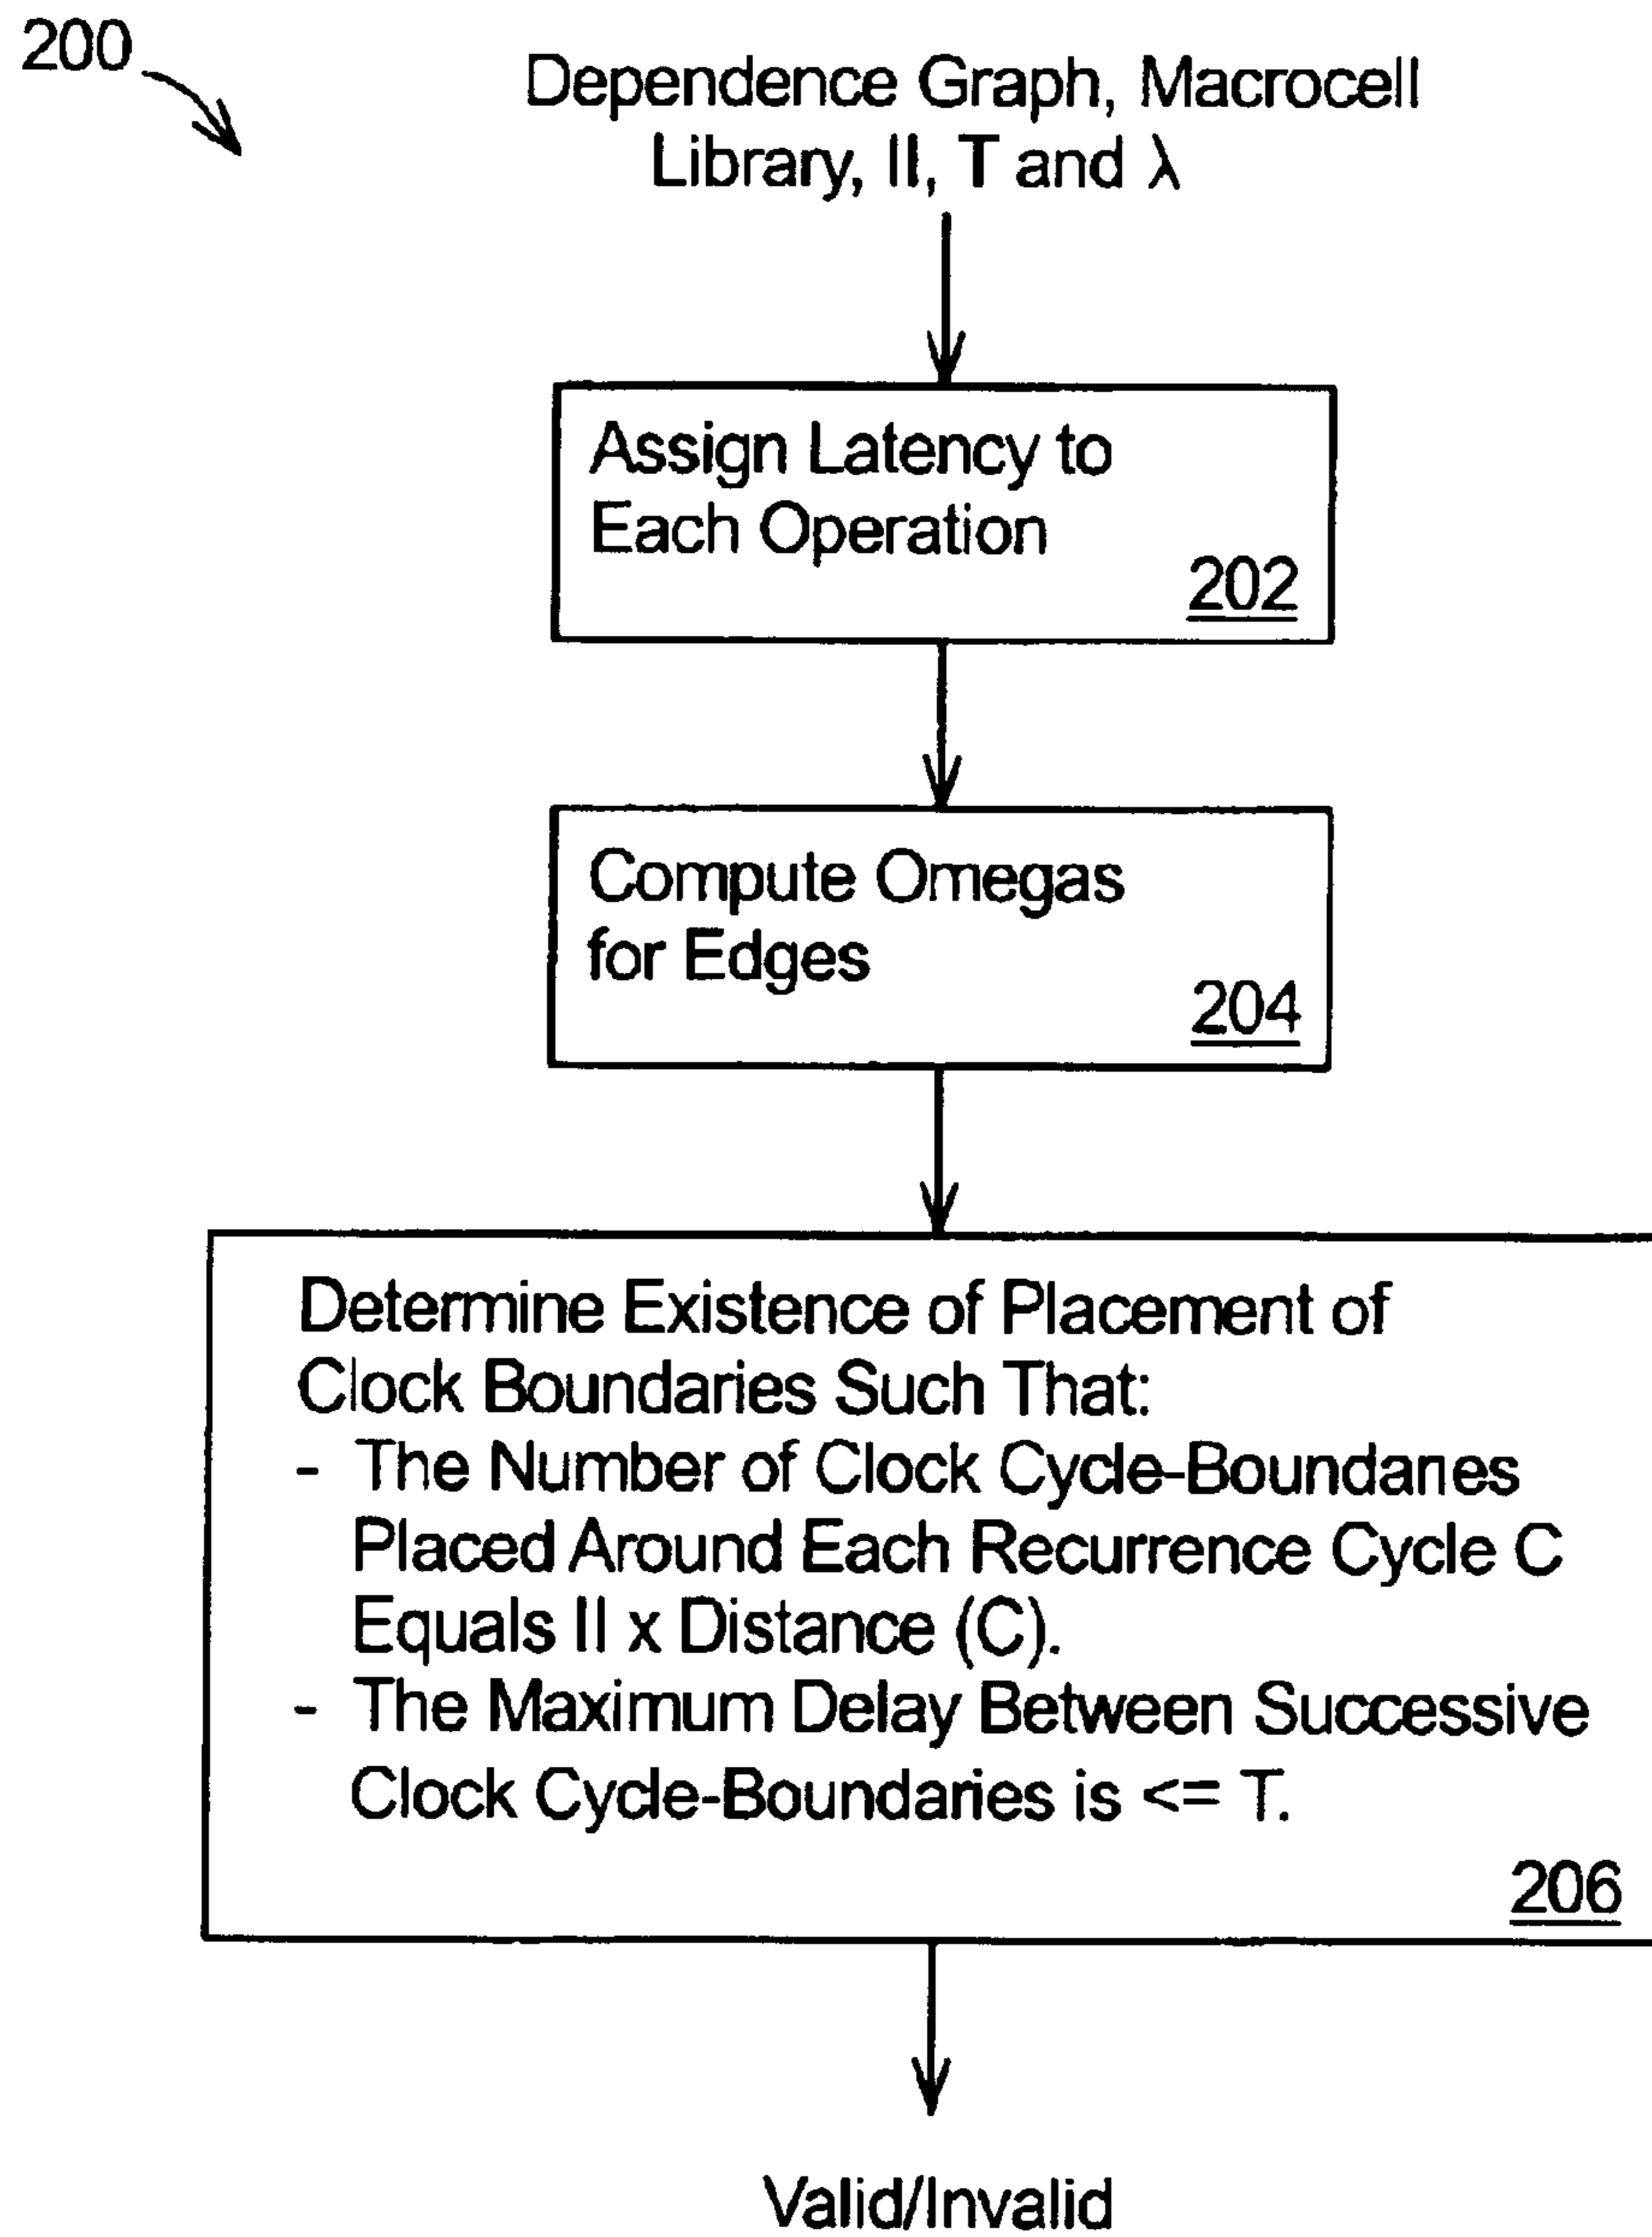 200
Dependence Graph, Macrocell
Library, II, T and λ
Assign Latency to
Each Operation
202
Compute Omegas
for Edges
204
Determine Existence of Placement of
Clock Boundaries Such That:
- The Number of Clock Cycle-Boundaries
Placed Around Each Recurrence Cycle C
Equals II x Distance (C).
- The Maximum Delay Between Successive
Clock Cycle-Boundaries is <= T.
206
Valid/Invalid